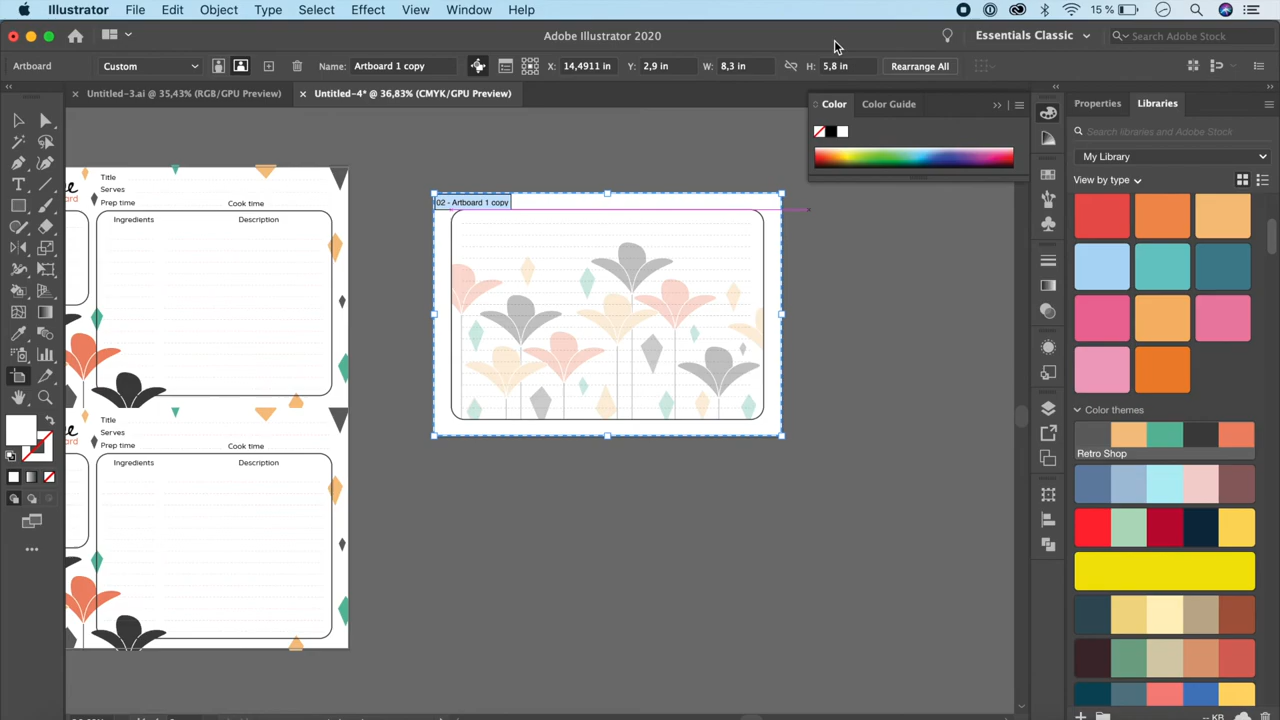 Illustrator File Edit Object Type Select Effect View Window Help 15 %
Adobe Illustrator 2020 Essentials Classic Search Adobe Stock
Artboard Custom Name: Artboard 1 copy X: 14,4911 in Y: 2,9 in W: 8,3 in H: 5,8 in Rearrange All
× Untitled-3.ai @ 35,43% (RGB/GPU Preview) × Untitled-4* @ 36,83% (CMYK/GPU Preview)
Color Color Guide
Properties Libraries
Search libraries and Adobe Stock
My Library
View by type
Title
Serves
Prep time
Cook time
Ingredients Description
02 - Artboard 1 copy
Title
Serves
Prep time
Cook time
Ingredients Description
Color themes
Retro Shop
-- KB